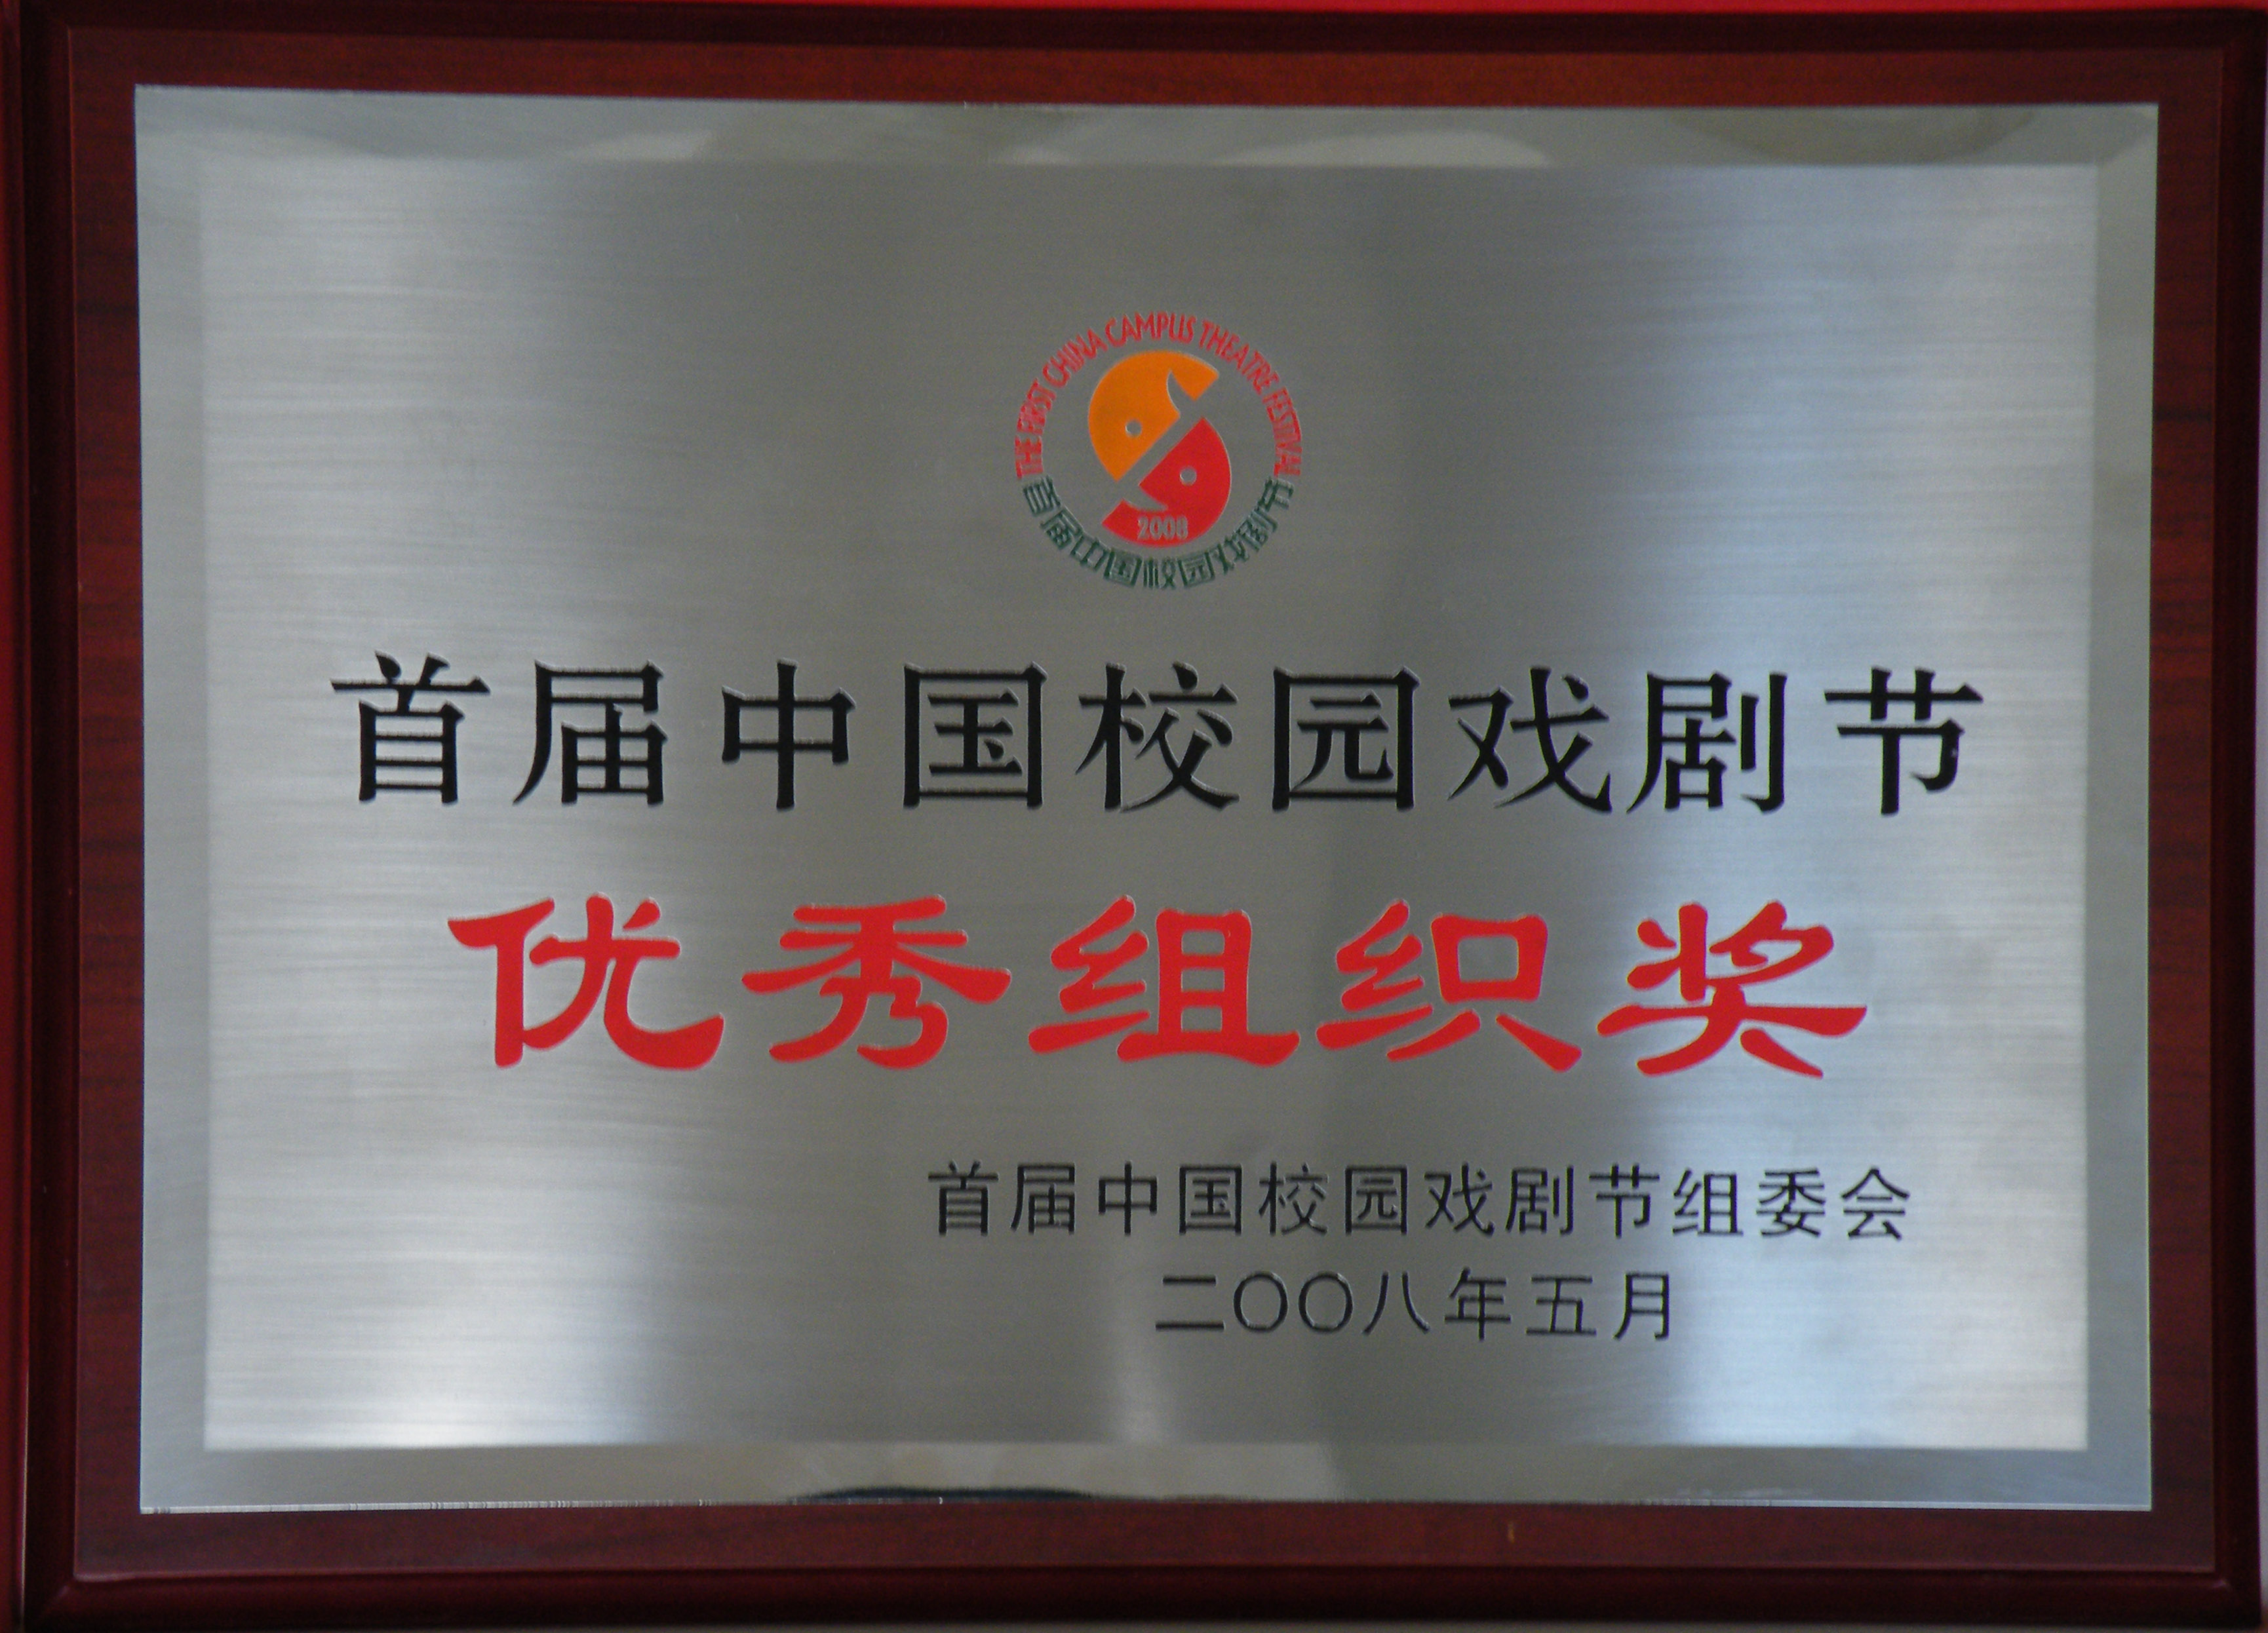 THE FIRST CHINA CAMPUS THEATRE FESTIVAL
2008
首届中国校园戏剧节
首届中国校园戏剧节
优秀组织奖
首届中国校园戏剧节组委会
二〇〇八年五月